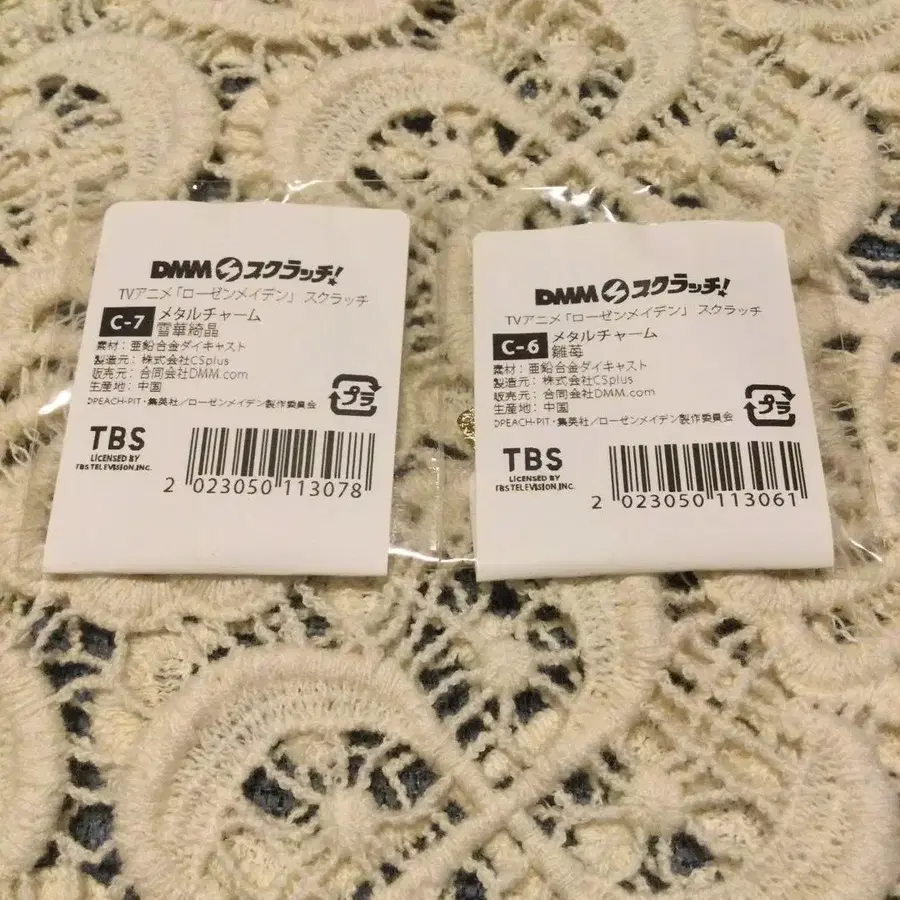 DMMスクラッチ!
TVアニメ「ローゼンメイデン」 スクラッチ
C-7 メタルチャーム
雪華綺晶
素材：亜鉛合金ダイキャスト
製造元：株式会社CSplus
販売元：合同会社DMM.com
生産地：中国
プラ
©PEACH-PIT・集英社/ローゼンメイデン製作委員会
TBS
LICENSED BY
TBS TELEVISION, INC.
2 023050 113078
DMMスクラッチ!
TVアニメ「ローゼンメイデン」 スクラッチ
C-6 メタルチャーム
雛苺
素材：亜鉛合金ダイキャスト
製造元：株式会社CSplus
販売元：合同会社DMM.com
生産地：中国
プラ
©PEACH-PIT・集英社/ローゼンメイデン製作委員会
TBS
LICENSED BY
TBS TELEVISION, INC.
2 023050 113061